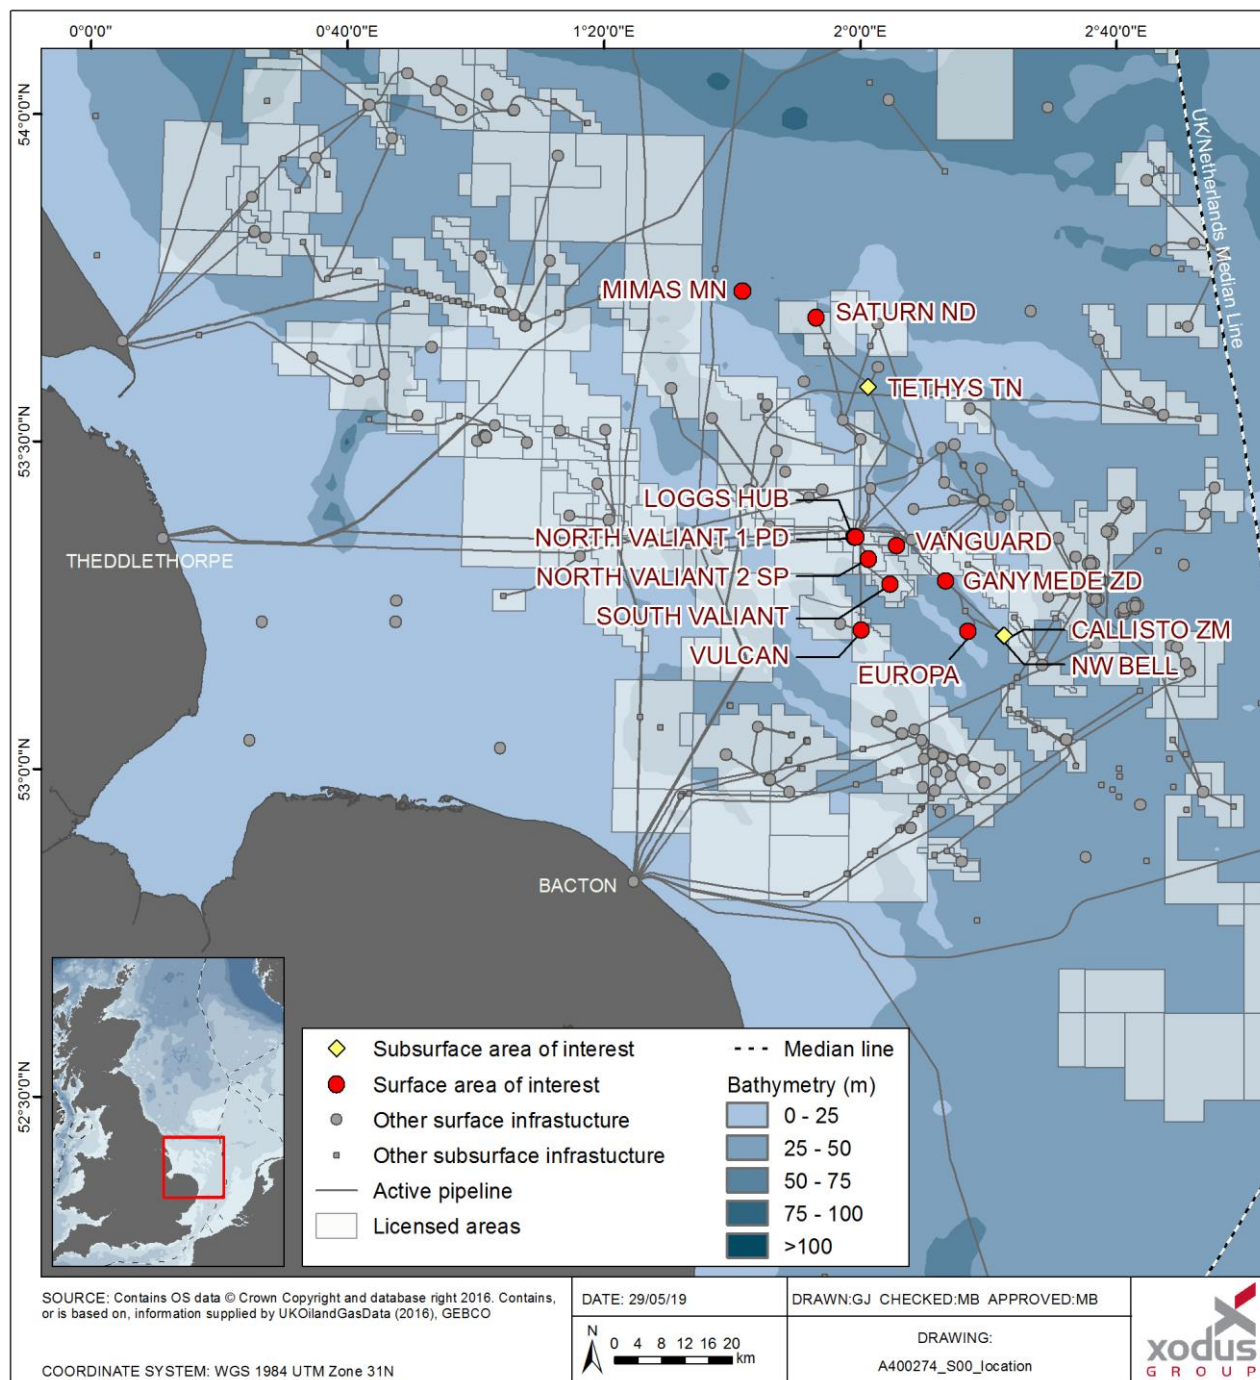 0°0'0"
0°40'0"E
1°20'0"E
2°0'0"E
2°40'0"E
54°0'0"N
53°30'0"N
53°0'0"N
52°30'0"N
UK/Netherlands Median Line
MIMAS MN
SATURN ND
TETHYS TN
LOGGS HUB
NORTH VALIANT 1 PD
VANGUARD
THEDDLETHORPE
NORTH VALIANT 2 SP
GANYMEDE ZD
SOUTH VALIANT
CALLISTO ZM
VULCAN
EUROPA
NW BELL
BACTON
Subsurface area of interest
Surface area of interest
Other surface infrastucture
Other subsurface infrastucture
Active pipeline
Licensed areas
Median line
Bathymetry (m)
0 - 25
25 - 50
50 - 75
75 - 100
>100
SOURCE: Contains OS data © Crown Copyright and database right 2016. Contains,
or is based on, information supplied by UKOilandGasData (2016), GEBCO
COORDINATE SYSTEM: WGS 1984 UTM Zone 31N
DATE: 29/05/19
N
0 4 8 12 16 20
km
DRAWN:GJ CHECKED:MB APPROVED:MB
DRAWING:
A400274_S00_location
xodus
GROUP